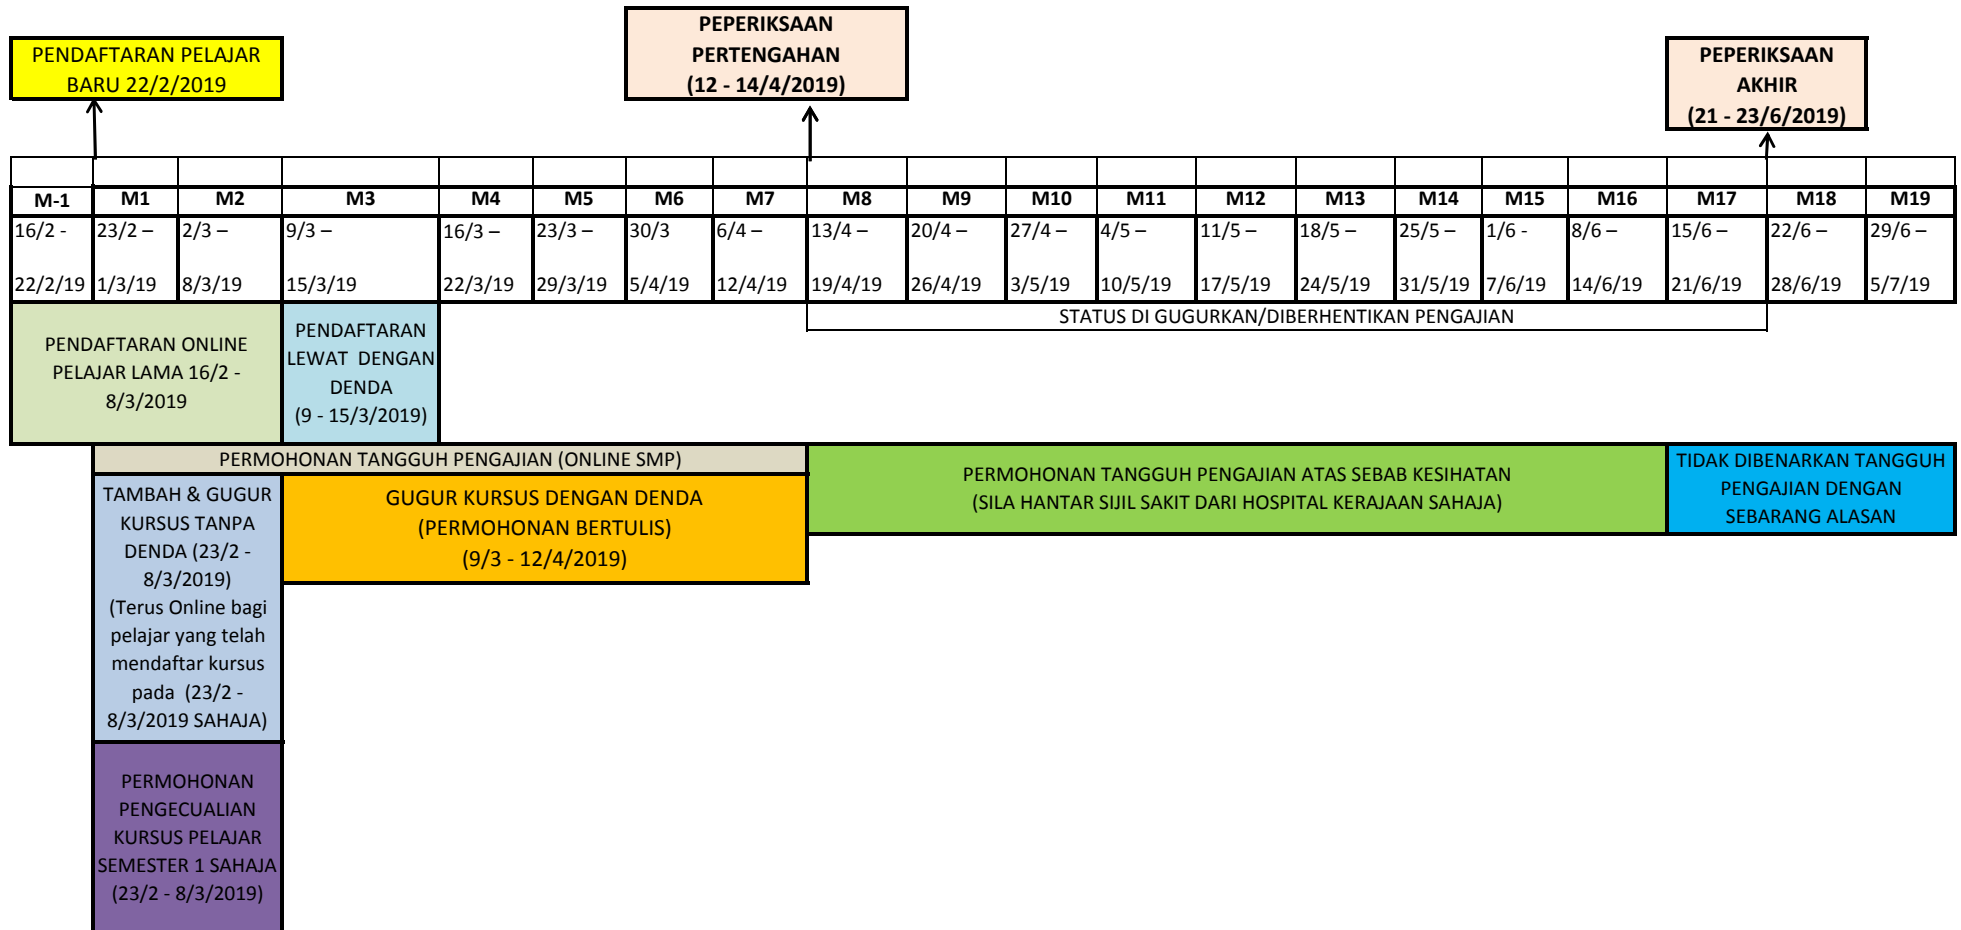 PENDAFTARAN PELAJAR
BARU 22/2/2019
PEPERIKSAAN
PERTENGAHAN
(12 - 14/4/2019)
PEPERIKSAAN
AKHIR
(21 - 23/6/2019)
M-1 M1 M2 M3 M4 M5 M6 M7 M8 M9 M10 M11 M12 M13 M14 M15 M16 M17 M18 M19
16/2 - 23/2 – 2/3 – 9/3 – 16/3 – 23/3 – 30/3 6/4 – 13/4 – 20/4 – 27/4 – 4/5 – 11/5 – 18/5 – 25/5 – 1/6 - 8/6 – 15/6 – 22/6 – 29/6 –
22/2/19 1/3/19 8/3/19 15/3/19 22/3/19 29/3/19 5/4/19 12/4/19 19/4/19 26/4/19 3/5/19 10/5/19 17/5/19 24/5/19 31/5/19 7/6/19 14/6/19 21/6/19 28/6/19 5/7/19
PENDAFTARAN ONLINE
PELAJAR LAMA 16/2 -
8/3/2019
PENDAFTARAN
LEWAT DENGAN
DENDA
(9 - 15/3/2019)
STATUS DI GUGURKAN/DIBERHENTIKAN PENGAJIAN
PERMOHONAN TANGGUH PENGAJIAN (ONLINE SMP)
PERMOHONAN TANGGUH PENGAJIAN ATAS SEBAB KESIHATAN
(SILA HANTAR SIJIL SAKIT DARI HOSPITAL KERAJAAN SAHAJA)
TIDAK DIBENARKAN TANGGUH
PENGAJIAN DENGAN
SEBARANG ALASAN
TAMBAH & GUGUR
KURSUS TANPA
DENDA (23/2 -
8/3/2019)
(Terus Online bagi
pelajar yang telah
mendaftar kursus
pada (23/2 -
8/3/2019 SAHAJA)
GUGUR KURSUS DENGAN DENDA
(PERMOHONAN BERTULIS)
(9/3 - 12/4/2019)
PERMOHONAN
PENGECUALIAN
KURSUS PELAJAR
SEMESTER 1 SAHAJA
(23/2 - 8/3/2019)